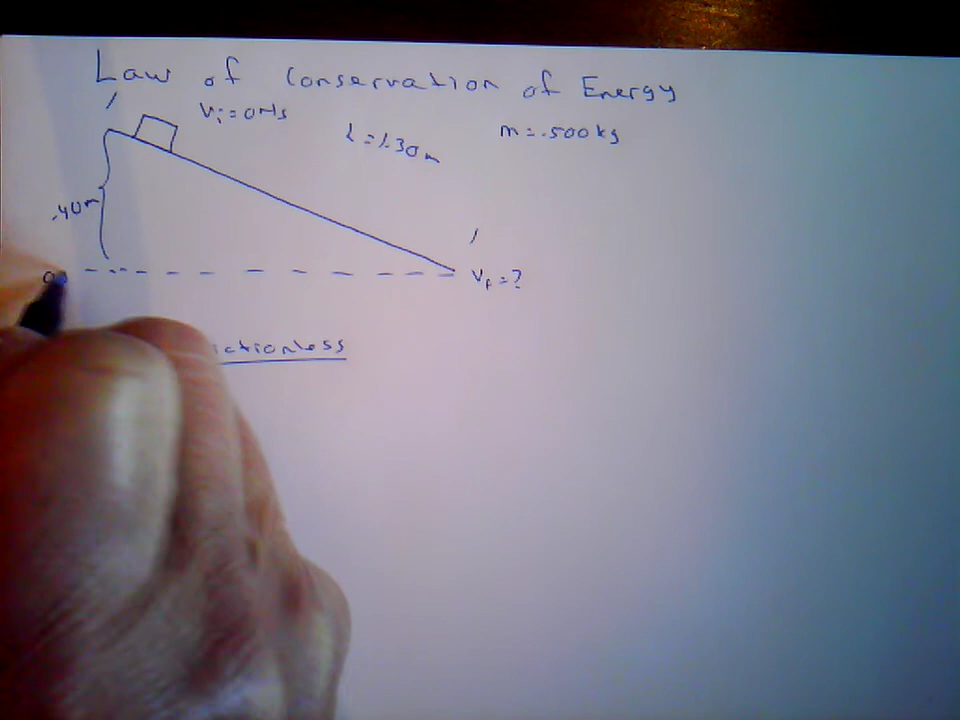 Law of Conservation of Energy
Vi = 0 m/s
l = 1.30 m
m = .500 kg
.40 m
Vf = ?